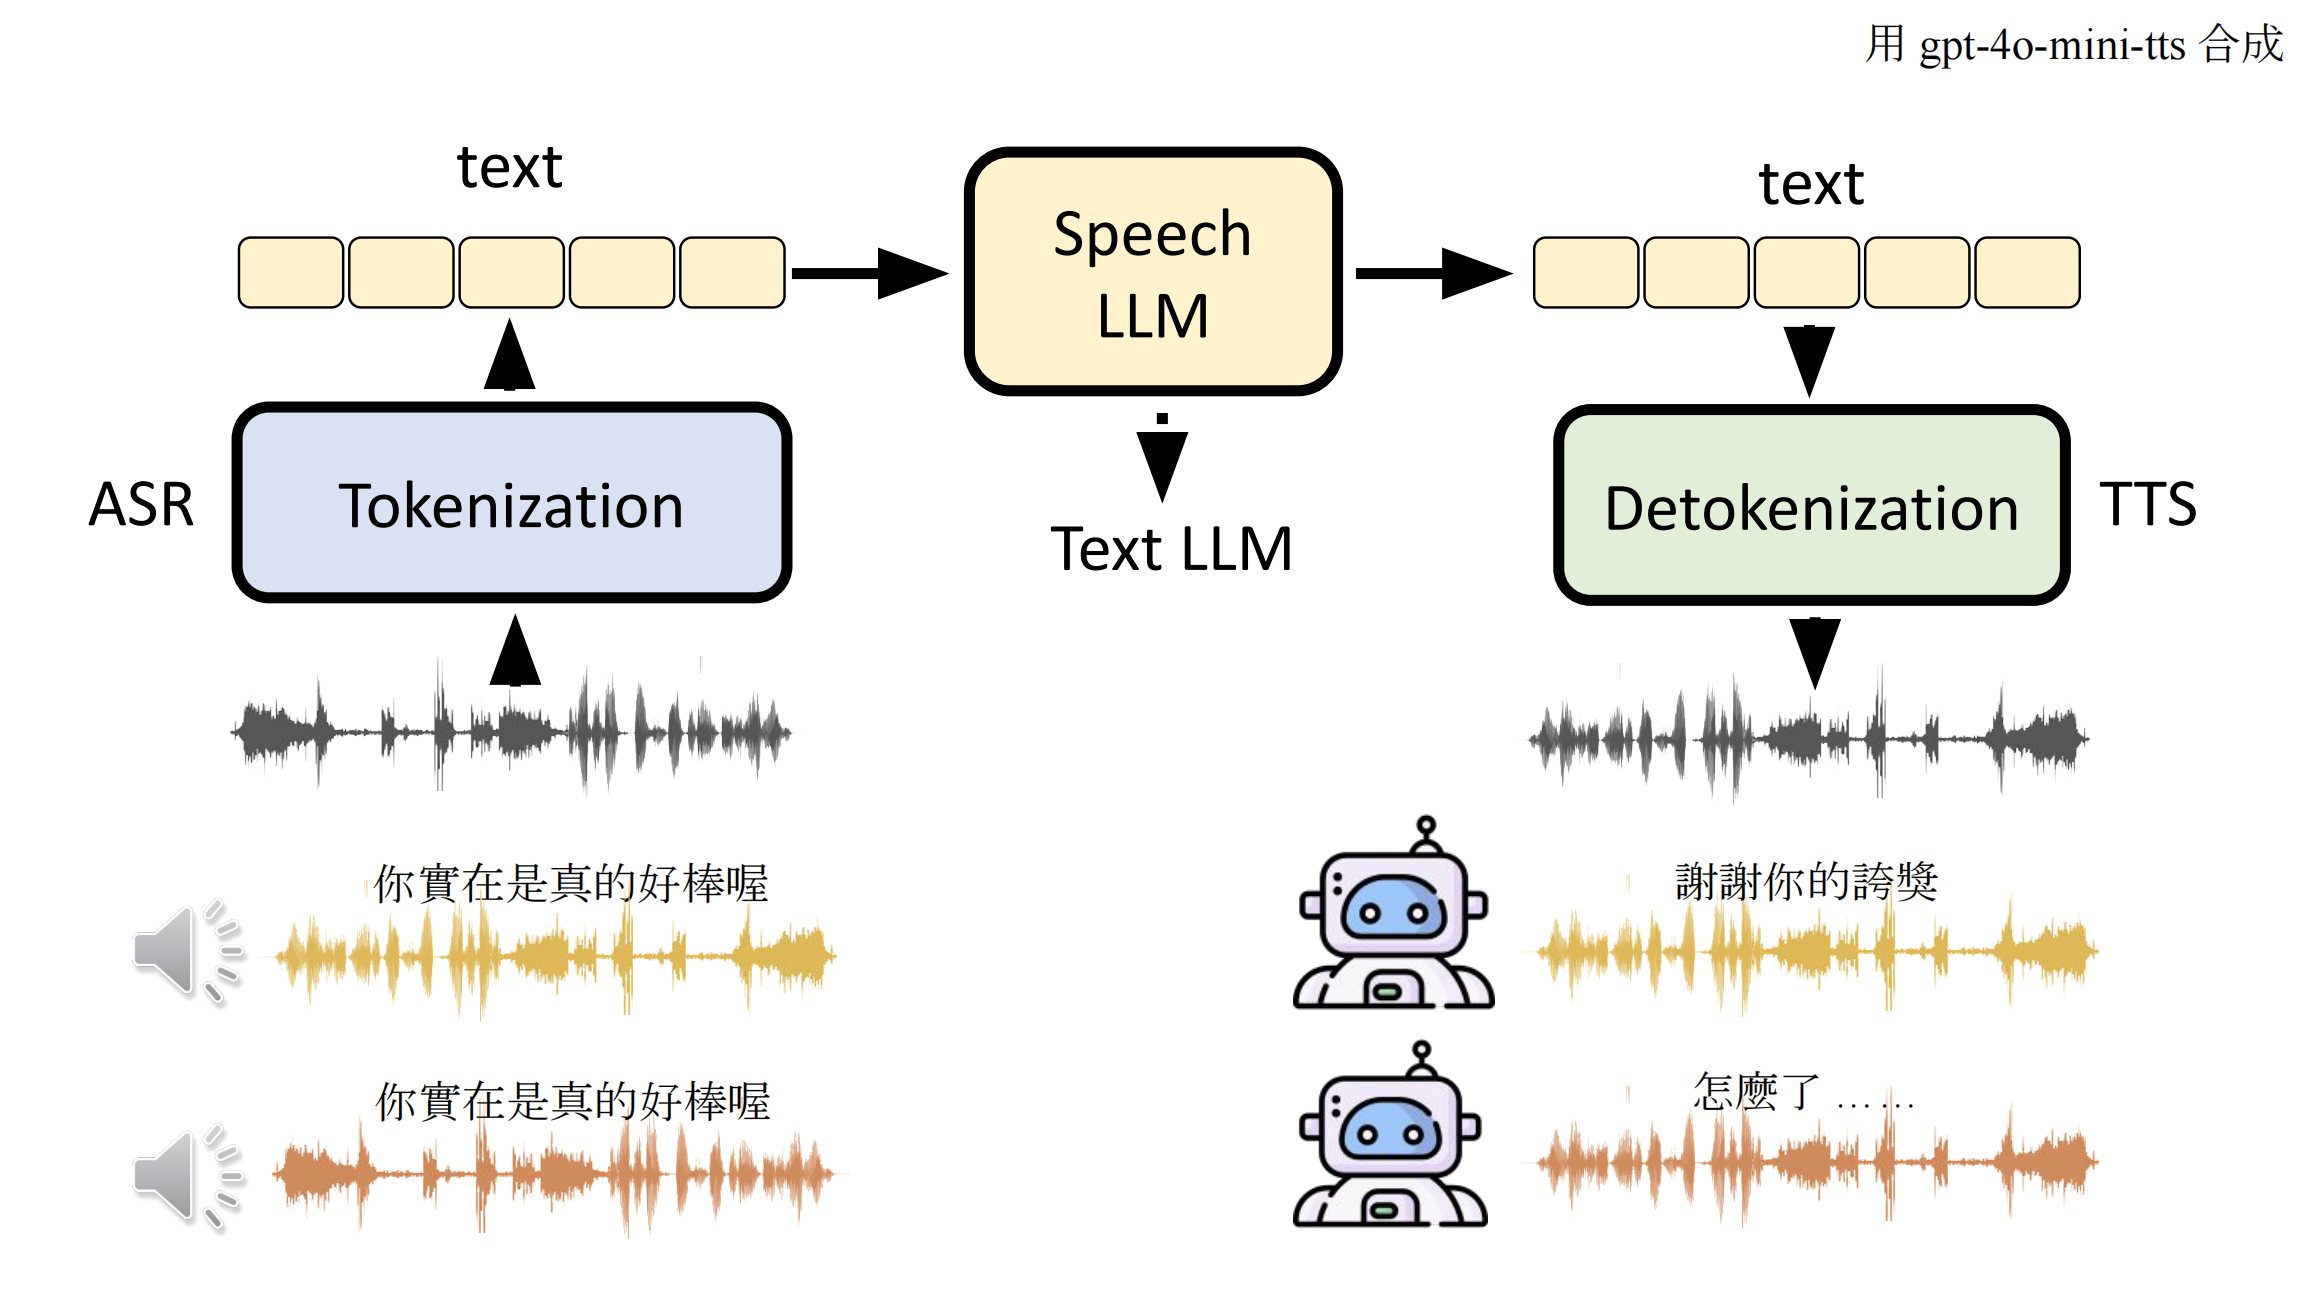 用 gpt-4o-mini-tts 合成
text
Speech
LLM
text
ASR
Tokenization
Text LLM
Detokenization
TTS
你實在是真的好棒喔
謝謝你的誇獎
你實在是真的好棒喔
怎麼了 ……